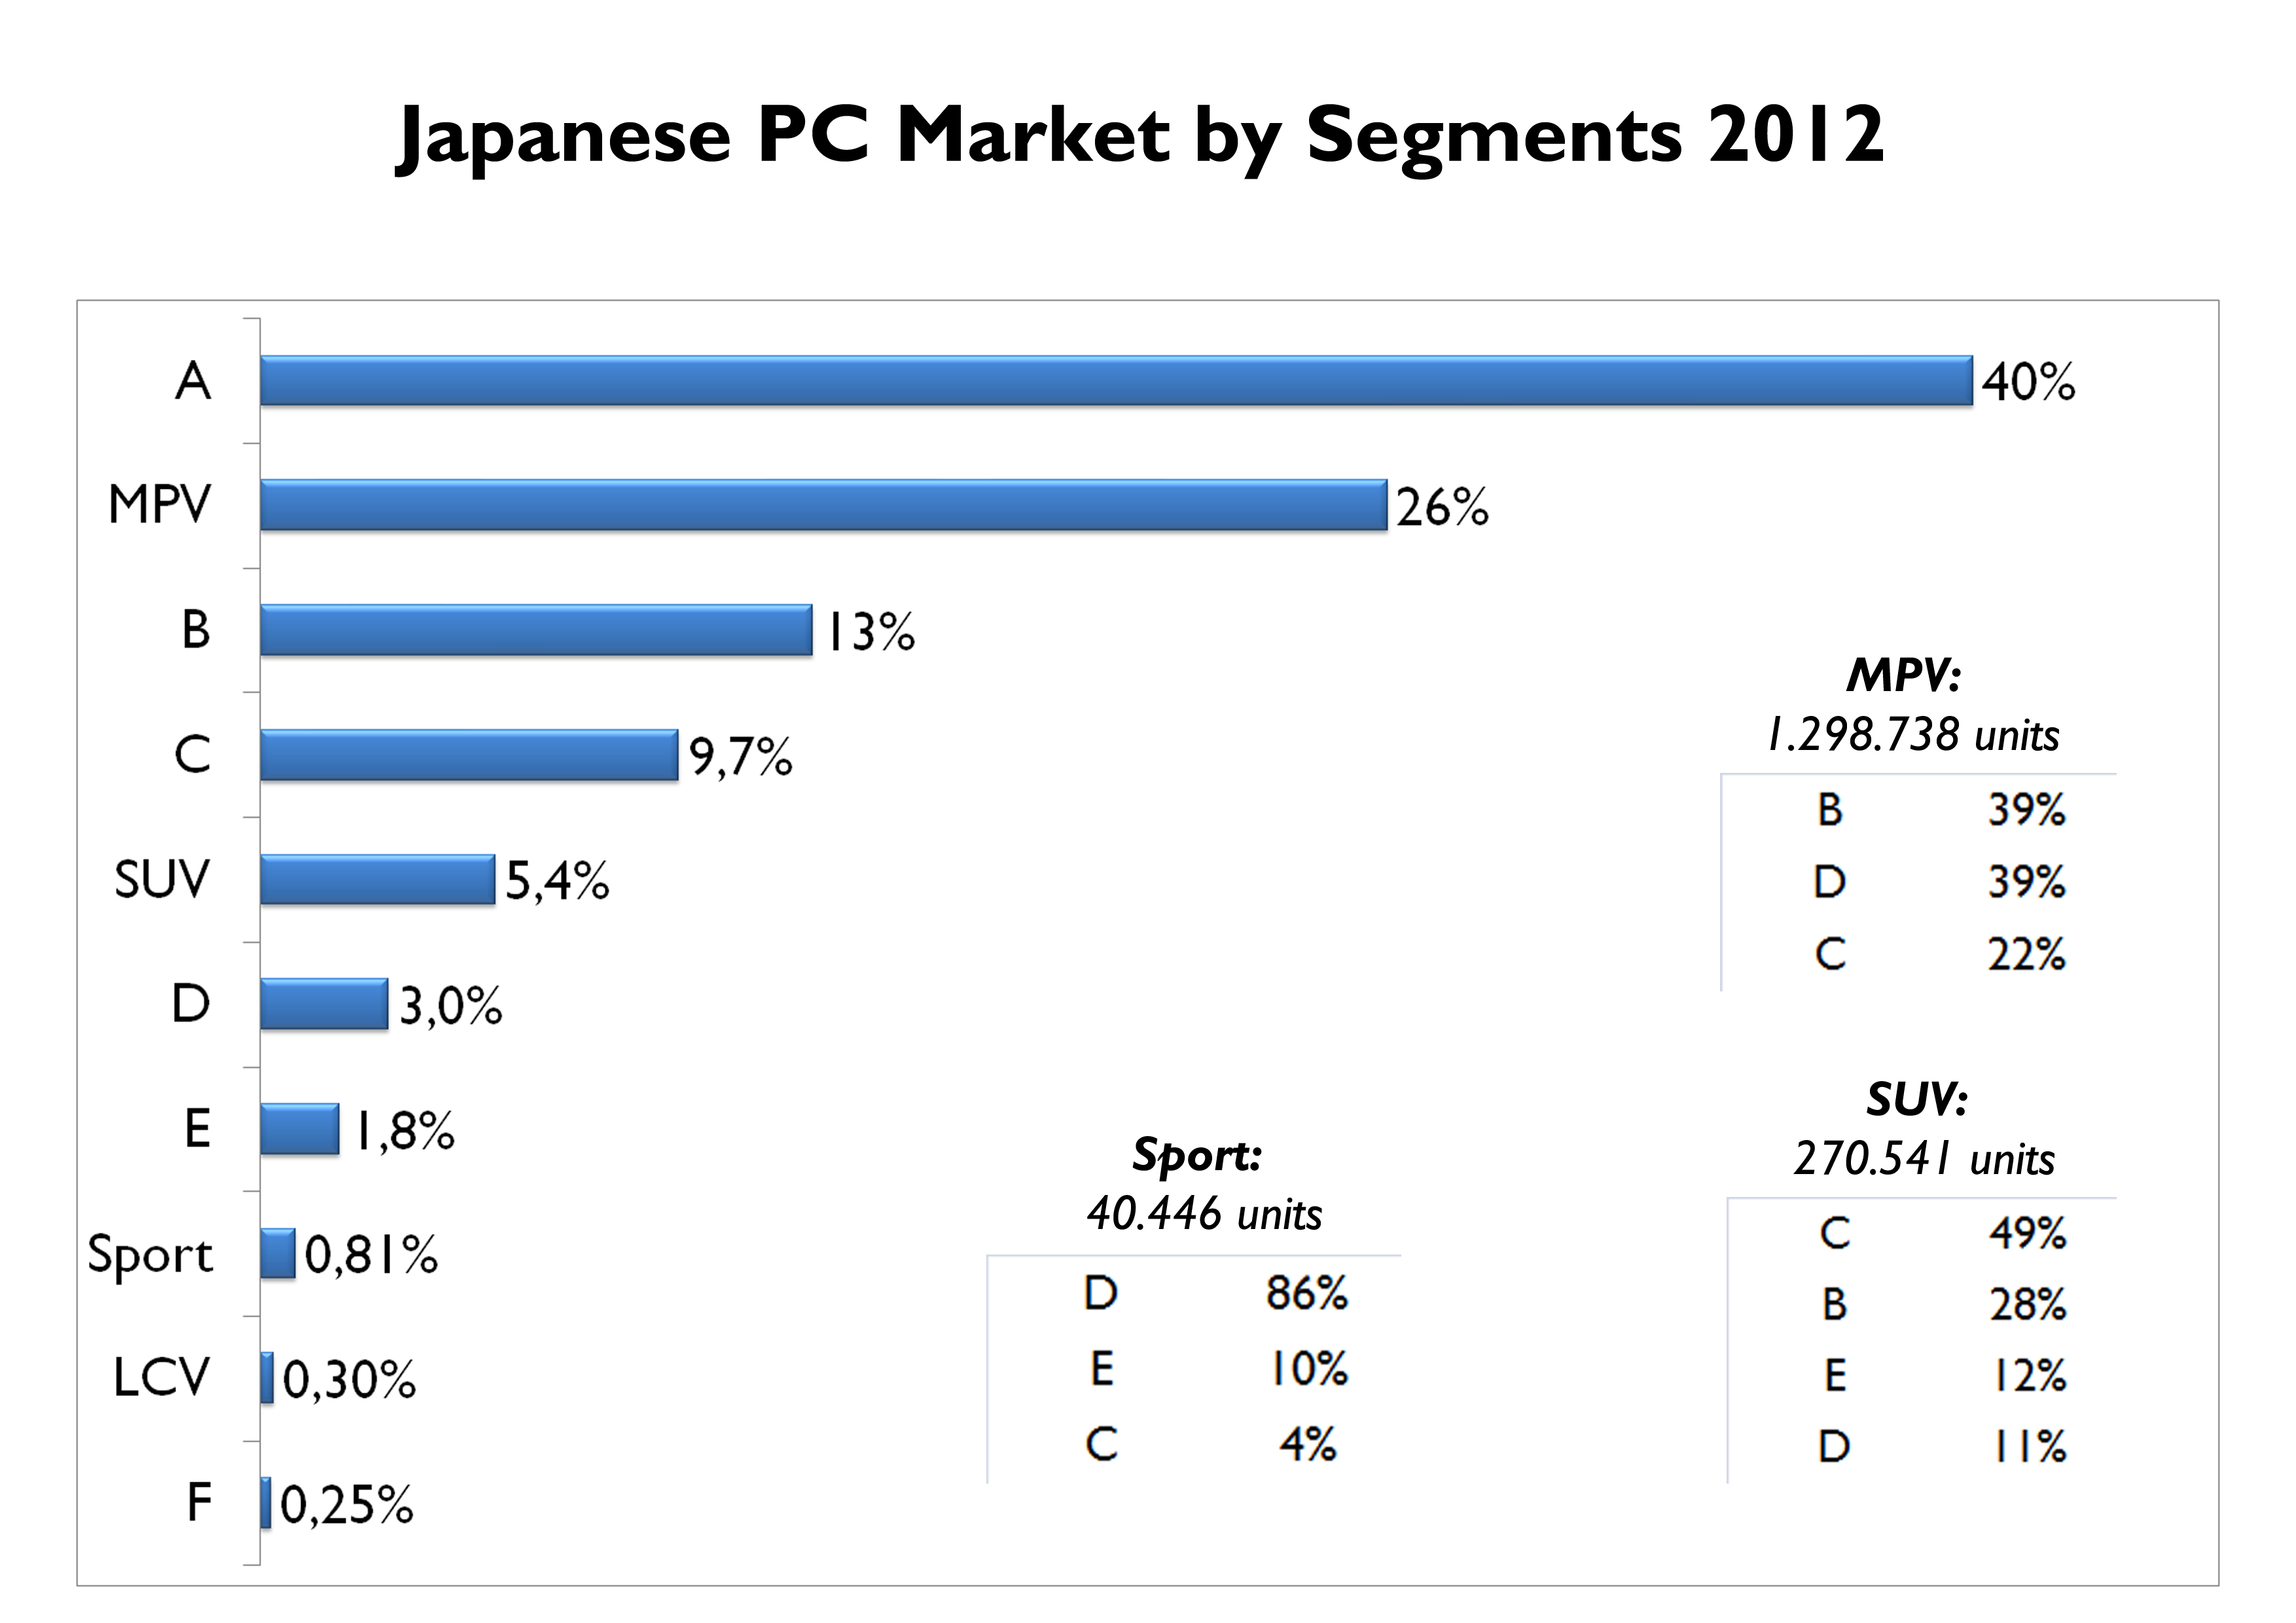 Japanese PC Market by Segments 2012
A 40%
MPV 26%
B 13%
C 9,7%
SUV 5,4%
D 3,0%
E 1,8%
Sport 0,81%
LCV 0,30%
F 0,25%
MPV:
1.298.738 units
B 39%
D 39%
C 22%
Sport:
40.446 units
D 86%
E 10%
C 4%
SUV:
270.541 units
C 49%
B 28%
E 12%
D 11%